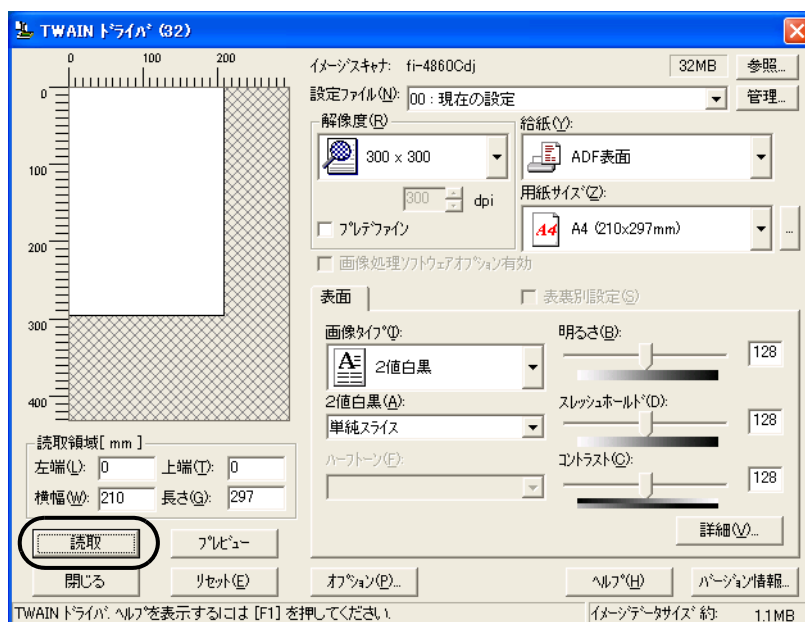 TWAIN ﾄﾞﾗｲﾊﾞ (32)
0 100 200
0
100
200
300
400
ｲﾒｰｼﾞｽｷｬﾅ: fi-4860Cdj 32MB 参照...
設定ﾌｧｲﾙ(N): 00 : 現在の設定 管理...
解像度(R)
300 x 300
300 dpi
ﾌﾟﾚﾃﾞﾌｧｲﾝ
給紙(Y):
ADF表面
用紙ｻｲｽﾞ(Z):
A4 A4 (210x297mm) ...
画像処理ｿﾌﾄｳｪｱｵﾌﾟｼｮﾝ有効
表面
表裏別設定(S)
画像ﾀｲﾌﾟ(I):
2値白黒
2値白黒(A):
単純ｽﾗｲｽ
ﾊｰﾌﾄｰﾝ(F):
明るさ(B):
128
ｽﾚｯｼｭﾎｰﾙﾄﾞ(D):
128
ｺﾝﾄﾗｽﾄ(C):
128
詳細(V)...
読取領域[ mm ]
左端(L): 0 上端(T): 0
横幅(W): 210 長さ(G): 297
読取 ﾌﾟﾚﾋﾞｭｰ
閉じる ﾘｾｯﾄ(E) ｵﾌﾟｼｮﾝ(P)... ﾍﾙﾌﾟ(H) ﾊﾞｰｼﾞｮﾝ情報...
TWAIN ﾄﾞﾗｲﾊﾞ. ﾍﾙﾌﾟを表示するには [F1] を押してください. ｲﾒｰｼﾞﾃﾞｰﾀｻｲｽﾞ 約: 1.1MB